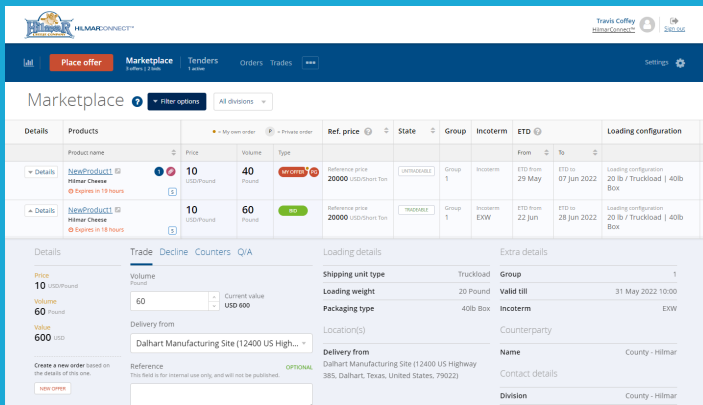 Hilmar
HILMARCONNECT™
Travis Coffey
HilmarConnect™
Sign out
Place offer
Marketplace
3 offers | 2 bids
Tenders
1 active
Orders Trades
Settings
Marketplace ? Filter options All divisions
Details Products = My own order P = Private order Ref. price ? State Group Incoterm ETD ? Loading configuration
Product name Price Volume Type From To
Details NewProduct1 1 10 40 MY OFFER PG Reference price UNTRADEABLE Group Incoterm ETD from ETD to Loading configuration
Hilmar Cheese USD/Pound Pound 20000 USD/Short Ton 1 29 May 07 Jun 2022 20 lb / Truckload | 40lb
Box
Expires in 19 hours S
Details NewProduct1 10 60 BID Reference price TRADEABLE Group Incoterm ETD from ETD to Loading configuration
Hilmar Cheese USD/Pound Pound 20000 USD/Short Ton 1 EXW 22 Jun 28 Jun 2022 20 lb / Truckload | 40lb
Box
Expires in 18 hours S
Details
Price
10 USD/Pound
Volume
60 Pound
Value
600 USD
Create a new order based on
the details of this one.
NEW OFFER
Trade Decline Counters Q/A
Volume
Pound
60
Current value
USD 600
Delivery from
Dalhart Manufacturing Site (12400 US High...
Reference OPTIONAL
This field is for internal use only, and will not be published.
Loading details
Shipping unit type Truckload
Loading weight 20 Pound
Packaging type 40lb Box
Location(s)
Delivery from
Dalhart Manufacturing Site (12400 US Highway
385, Dalhart, Texas, United States, 79022)
Extra details
Group 1
Valid till 31 May 2022 10:00
Incoterm EXW
Counterparty
Name County - Hilmar
Contact details
Division County - Hilmar